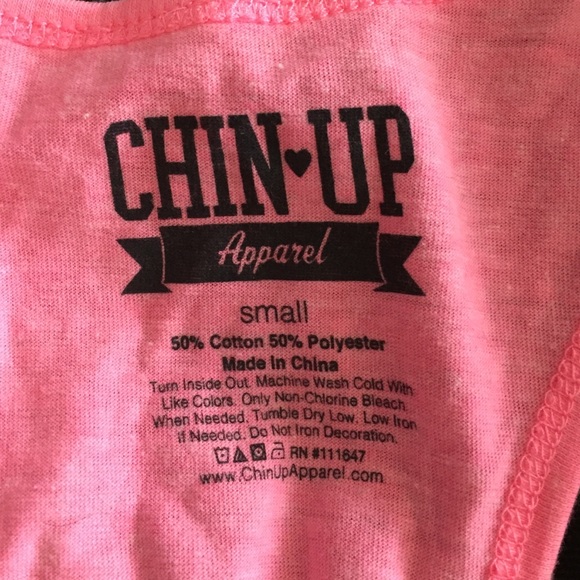 CHIN♥UP
Apparel
small
50% Cotton 50% Polyester
Made In China
Turn Inside Out. Machine Wash Cold With
Like Colors. Only Non-Chlorine Bleach
When Needed. Tumble Dry Low. Low Iron
if Needed. Do Not Iron Decoration.
RN #111647
www.ChinUpApparel.com